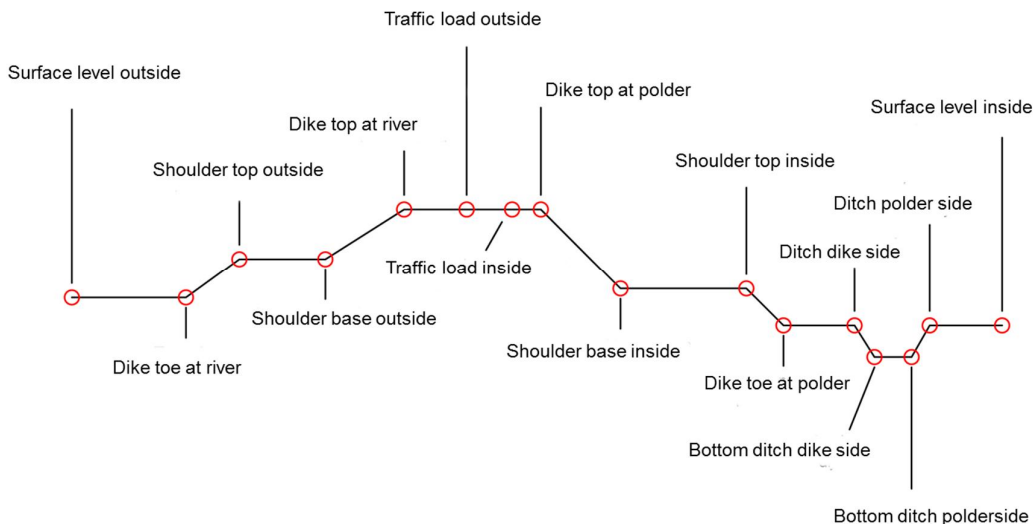 Traffic load outside
Surface level outside
Dike top at polder
Surface level inside
Dike top at river
Shoulder top outside
Shoulder top inside
Ditch polder side
Ditch dike side
Traffic load inside
Shoulder base outside
Shoulder base inside
Dike toe at river
Dike toe at polder
Bottom ditch dike side
Bottom ditch polderside